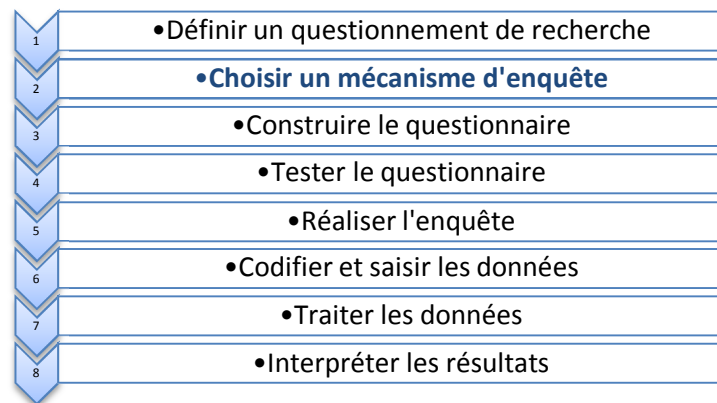 1 •Définir un questionnement de recherche
2 •Choisir un mécanisme d'enquête
3 •Construire le questionnaire
4 •Tester le questionnaire
5 •Réaliser l'enquête
6 •Codifier et saisir les données
7 •Traiter les données
8 •Interpréter les résultats